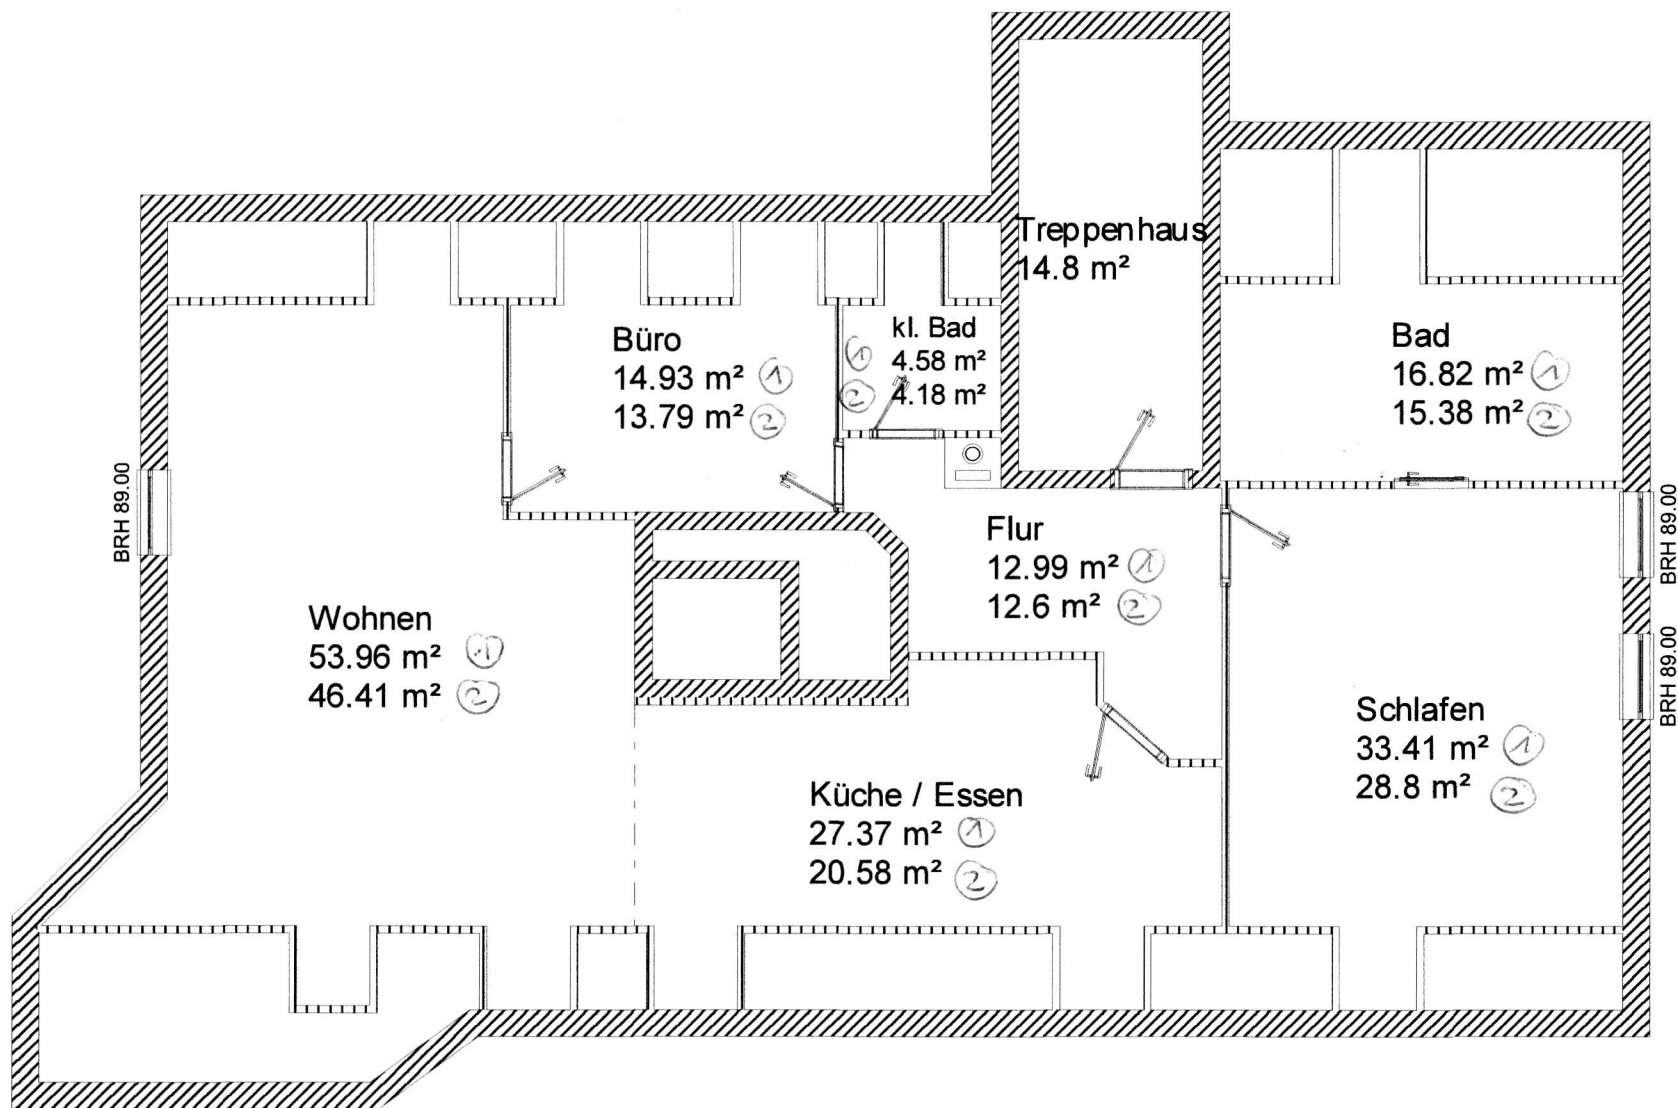 Treppenhaus
14.8 m²
Büro
14.93 m² ①
13.79 m² ②
kl. Bad
① 4.58 m²
② 4.18 m²
Bad
16.82 m² ①
15.38 m² ②
BRH 89.00
Flur
12.99 m² ①
12.6 m² ②
BRH 89.00
Wohnen
53.96 m² ①
46.41 m² ②
BRH 89.00
Schlafen
33.41 m² ①
28.8 m² ②
Küche / Essen
27.37 m² ①
20.58 m² ②